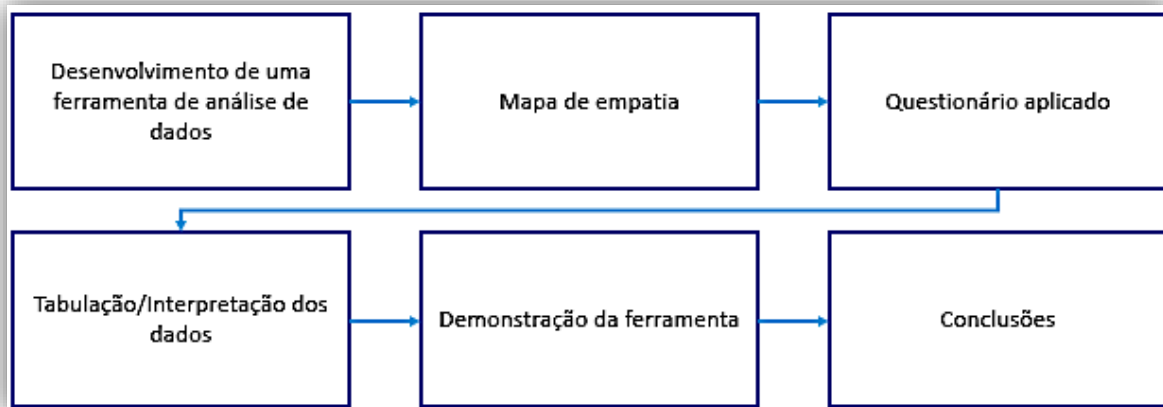 Desenvolvimento de uma
ferramenta de análise de
dados
Mapa de empatia
Questionário aplicado
Tabulação/Interpretação dos
dados
Demonstração da ferramenta
Conclusões